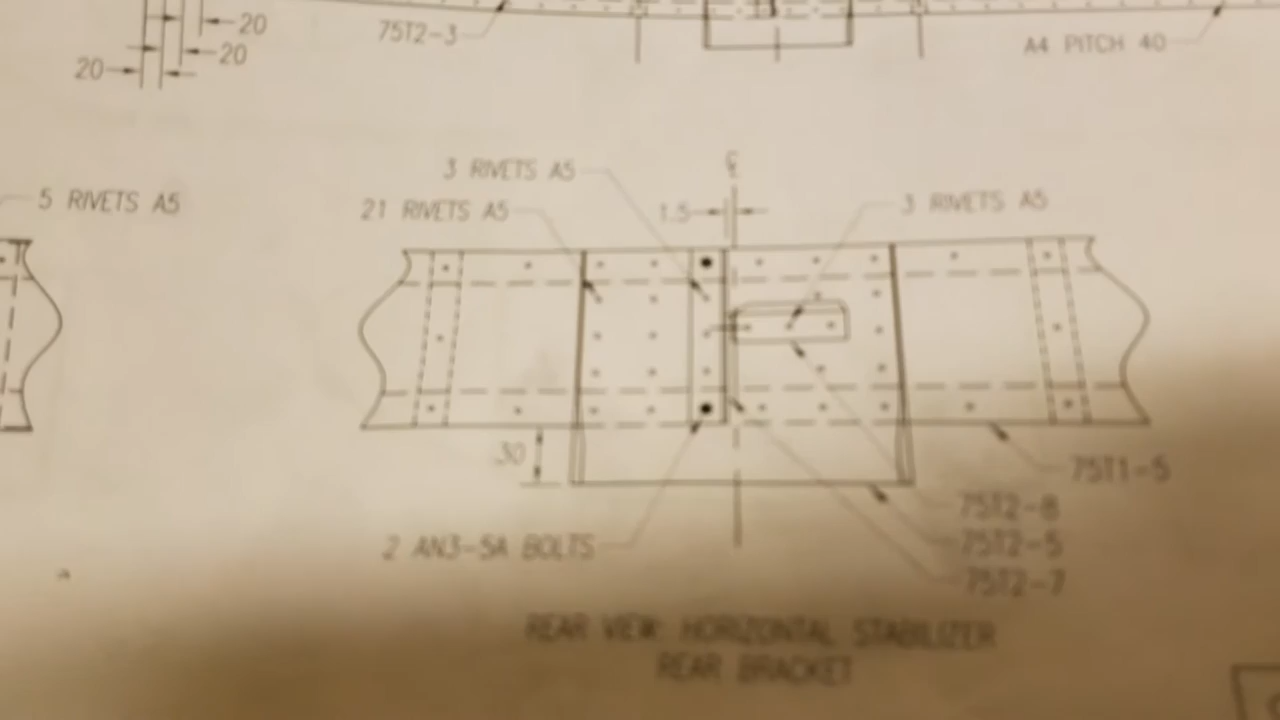 20
75T2-3
20
A4 PITCH 40
20
3 RIVETS A5
℄
5 RIVETS A5
21 RIVETS A5
1.5
3 RIVETS A5
30
75T1-5
75T2-8
2 AN3-5A BOLTS
75T2-5
75T2-7
REAR VIEW: HORIZONTAL STABILIZER
REAR BRACKET